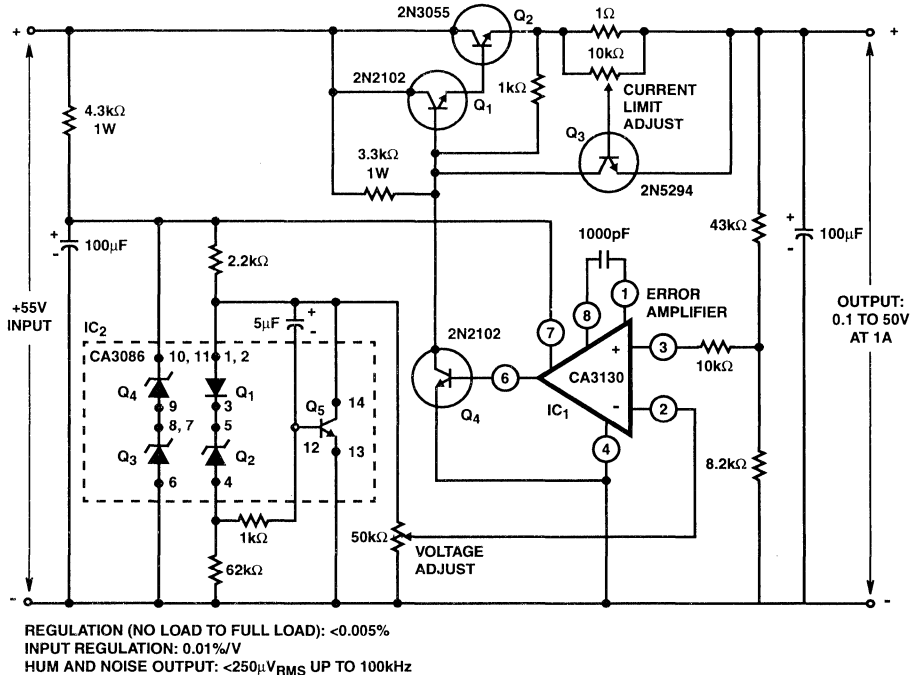 2N3055
Q2
1Ω
+
+
10kΩ
2N2102
1kΩ
Q1
CURRENT
LIMIT
ADJUST
4.3kΩ
1W
Q3
3.3kΩ
1W
2N5294
+
-
100μF
2.2kΩ
1000pF
43kΩ
+
-
100μF
+55V
INPUT
1
ERROR
AMPLIFIER
OUTPUT:
0.1 TO 50V
AT 1A
8
5μF
+
-
IC2
7
2N2102
CA3086
10, 11
1, 2
+
3
10kΩ
Q4
Q1
6
CA3130
9
3
Q5
14
Q4
IC1
-
2
8, 7
5
12
13
4
Q3
Q2
8.2kΩ
6
4
1kΩ
50kΩ
VOLTAGE
ADJUST
62kΩ
-
-
REGULATION (NO LOAD TO FULL LOAD): <0.005%
INPUT REGULATION: 0.01%/V
HUM AND NOISE OUTPUT: <250μVRMS UP TO 100kHz